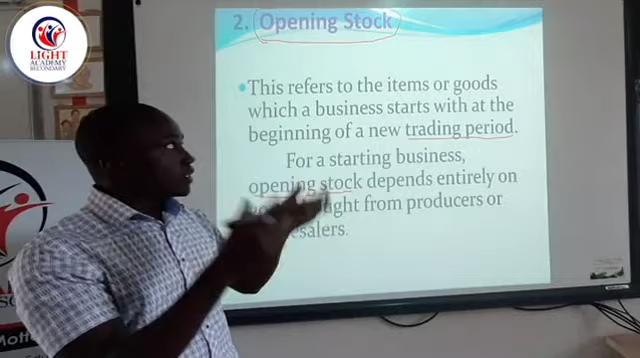 LIGHT
ACADEMY
SECONDARY
2. Opening Stock
•This refers to the items or goods
which a business starts with at the
beginning of a new trading period.
For a starting business,
opening stock depends entirely on
from producers or